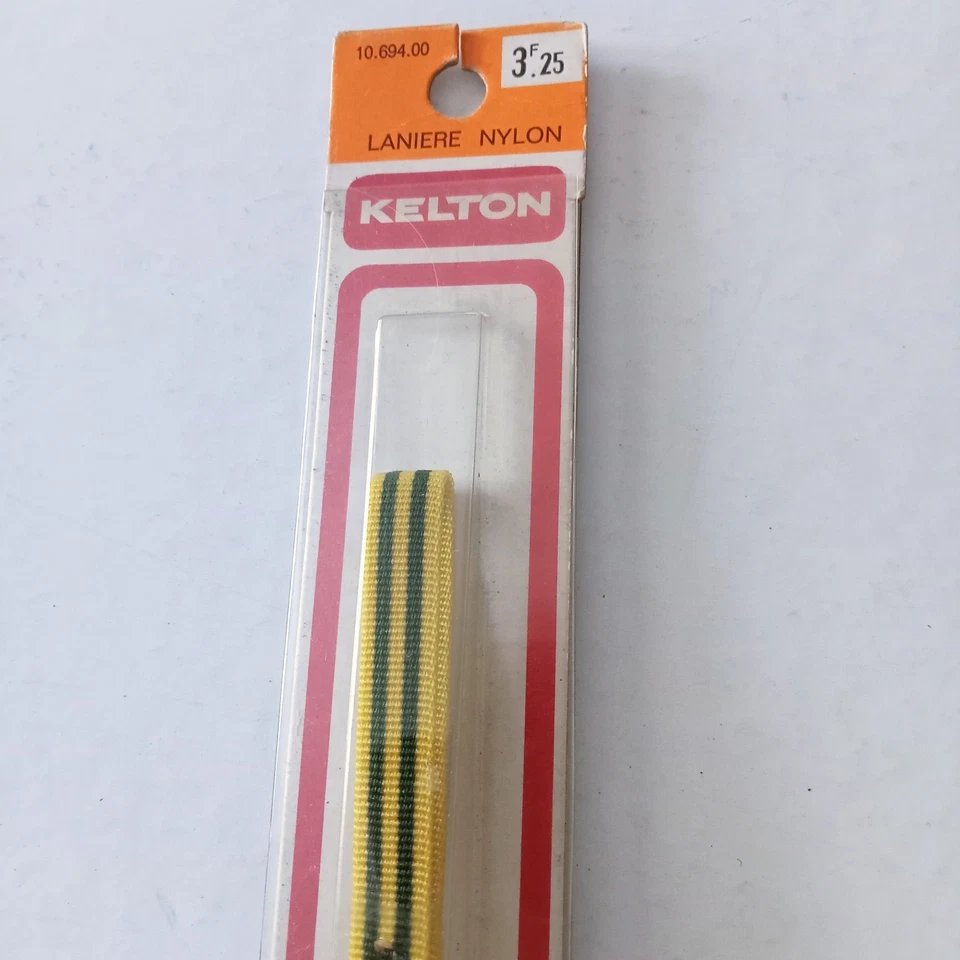 10.694.00
3F.25
LANIERE NYLON
KELTON